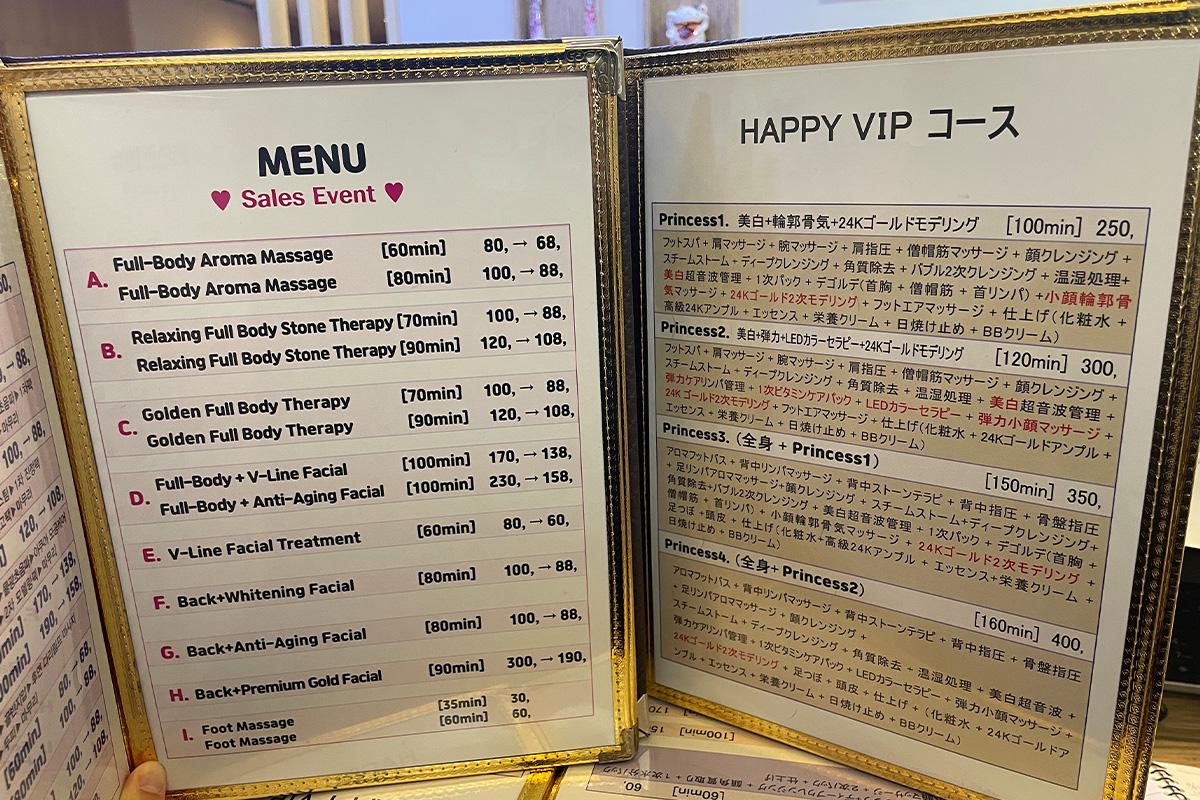 MENU
♥ Sales Event ♥
A. Full-Body Aroma Massage [60min] 80, → 68,
Full-Body Aroma Massage [80min] 100, → 88,
B. Relaxing Full Body Stone Therapy [70min] 100, → 88,
Relaxing Full Body Stone Therapy [90min] 120, → 108,
C. Golden Full Body Therapy [70min] 100, → 88,
Golden Full Body Therapy [90min] 120, → 108,
D. Full-Body + V-Line Facial [100min] 170, → 138,
Full-Body + Anti-Aging Facial [100min] 230, → 158,
E. V-Line Facial Treatment [60min] 80, → 60,
F. Back+Whitening Facial [80min] 100, → 88,
G. Back+Anti-Aging Facial [80min] 100, → 88,
H. Back+Premium Gold Facial [90min] 300, → 190,
I. Foot Massage [35min] 30,
Foot Massage [60min] 60,
HAPPY VIP コース
Princess1. 美白+輪郭骨気+24Kゴールドモデリング [100min] 250,
フットスパ + 肩マッサージ + 腕マッサージ + 肩指圧 + 僧帽筋マッサージ + 顔クレンジング +
スチームストーム + ディープクレンジング + 角質除去 + バブル2次クレンジング + 温湿処理+
美白超音波管理 + 1次パック + デゴルテ(首胸 + 僧帽筋 + 首リンパ) +小顔輪郭骨
気マッサージ + 24Kゴールド2次モデリング + フットエアマッサージ + 仕上げ(化粧水 +
高級24Kアンプル + エッセンス + 栄養クリーム + 日焼け止め + BBクリーム)
Princess2. 美白+弾力+LEDカラーセラピー+24Kゴールドモデリング [120min] 300,
フットスパ + 肩マッサージ + 腕マッサージ + 肩指圧 + 僧帽筋マッサージ + 顔クレンジング +
スチームストーム + ディープクレンジング + 角質除去 + 温湿処理 + 美白超音波管理 +
弾力ケアリンパ管理 + 1次ビタミンケアパック + LEDカラーセラピー + 弾力小顔マッサージ +
24K ゴールド2次モデリング + フットエアマッサージ + 仕上げ(化粧水 + 24Kゴールドアンプル +
エッセンス + 栄養クリーム + 日焼け止め + BBクリーム)
Princess3. (全身 + Princess1) [150min] 350,
アロマフットバス + 背中リンパマッサージ + 背中ストーンテラピ + 背中指圧 + 骨盤指圧
+ 足リンパアロママッサージ+顔クレンジング + スチームストーム+ディープクレンジング+
角質除去+バブル2次クレンジング + 美白超音波管理 + 1次パック + デゴルテ(首胸 +
僧帽筋 + 首リンパ) + 小顔輪郭骨気マッサージ + 24Kゴールド2次モデリング +
足つぼ+頭皮 + 仕上げ(化粧水+高級24Kアンプル + エッセンス+栄養クリーム +
日焼け止め + BBクリーム)
Princess4. (全身+ Princess2) [160min] 400,
アロマフットバス + 背中リンパマッサージ + 背中ストーンテラピ + 背中指圧 + 骨盤指圧
+ 足リンパアロママッサージ + 顔クレンジング +
スチームストーム + ディープクレンジング + 角質除去 + 温湿処理 + 美白超音波 +
弾力ケアリンパ管理 + 1次ビタミンケアパック + LEDカラーセラピー + 弾力小顔マッサージ +
24Kゴールド2次モデリング + 足つぼ + 頭皮 + 仕上げ + (化粧水 + 24Kゴールドア
ンプル + エッセンス + 栄養クリーム + 日焼け止め + BBクリーム)